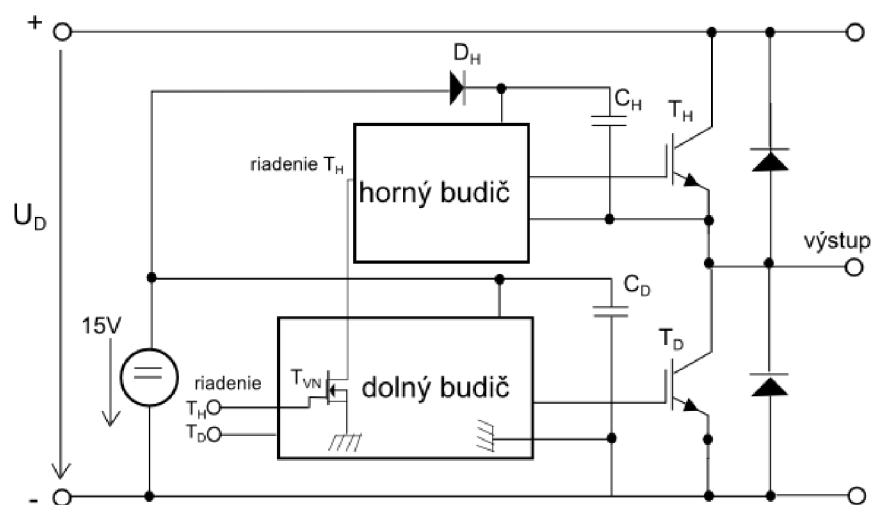 +
D_H
C_H
T_H
riadenie T_H
horný budič
U_D
výstup
C_D
15V
T_D
riadenie
T_VN
dolný budič
T_H
T_D
-